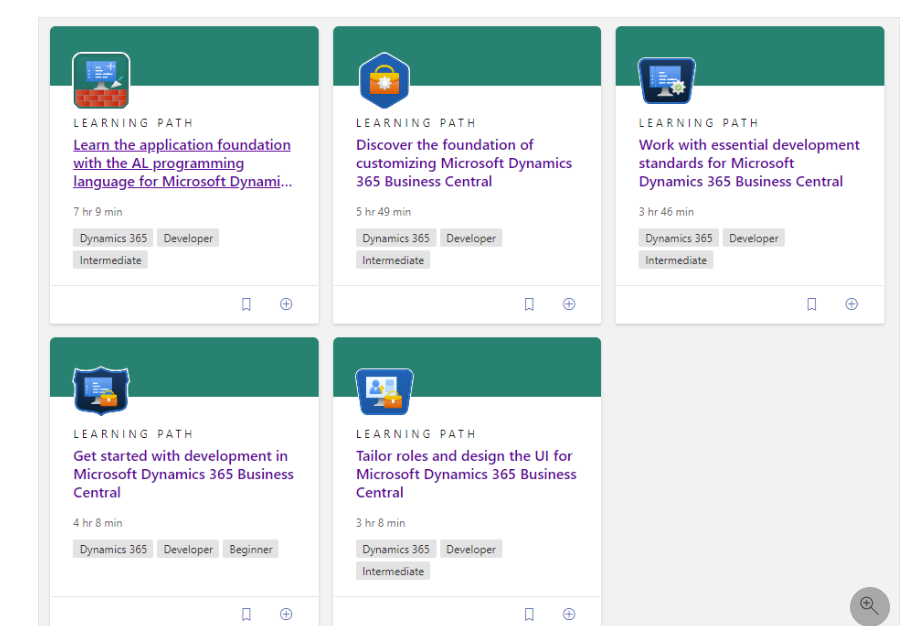 LEARNING PATH
Learn the application foundation
with the AL programming
language for Microsoft Dynami...
7 hr 9 min
Dynamics 365 Developer
Intermediate
LEARNING PATH
Discover the foundation of
customizing Microsoft Dynamics
365 Business Central
5 hr 49 min
Dynamics 365 Developer
Intermediate
LEARNING PATH
Work with essential development
standards for Microsoft
Dynamics 365 Business Central
3 hr 46 min
Dynamics 365 Developer
Intermediate
LEARNING PATH
Get started with development in
Microsoft Dynamics 365 Business
Central
4 hr 8 min
Dynamics 365 Developer Beginner
LEARNING PATH
Tailor roles and design the UI for
Microsoft Dynamics 365 Business
Central
3 hr 8 min
Dynamics 365 Developer
Intermediate